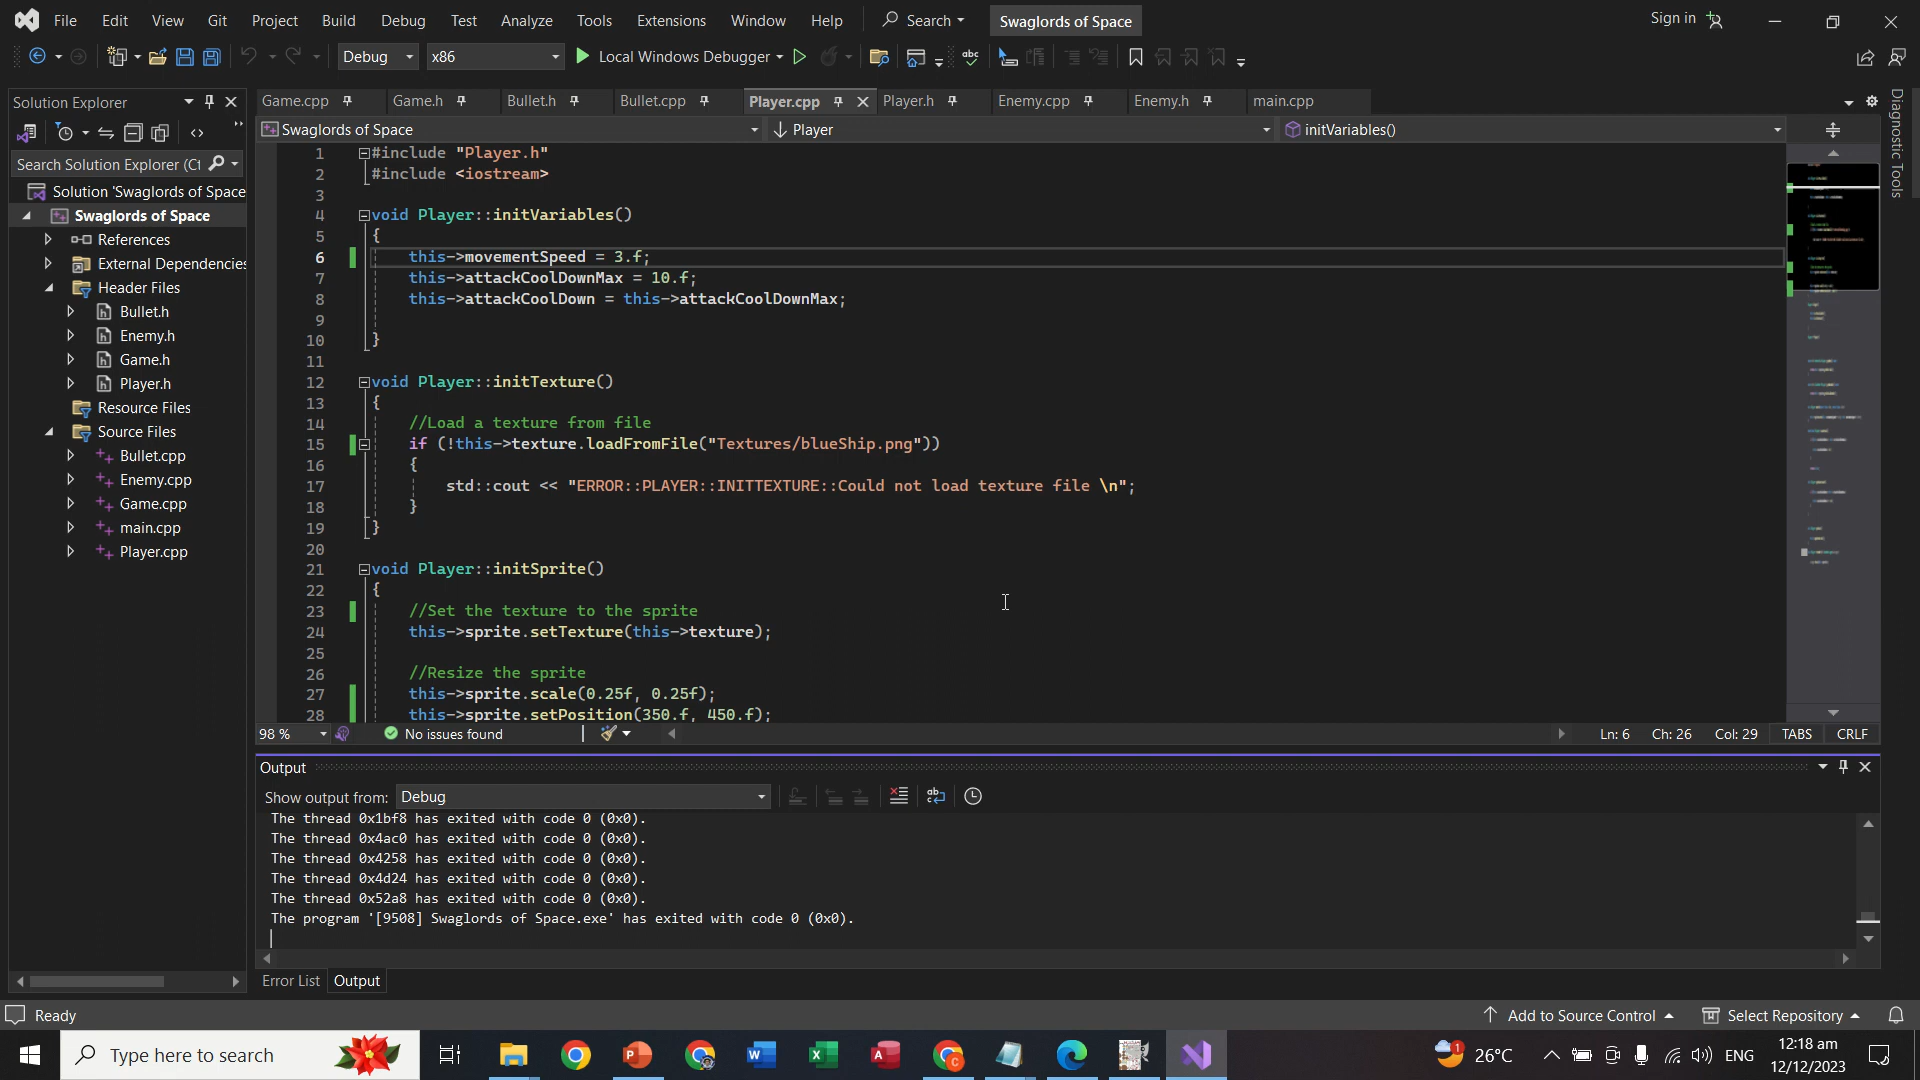 File Edit View Git Project Build Debug Test Analyze Tools Extensions Window Help Search Swaglords of Space Sign in
Debug x86 Local Windows Debugger
Solution Explorer
Search Solution Explorer (Ct
Solution 'Swaglords of Space
Swaglords of Space
References
External Dependencies
Header Files
Bullet.h
Enemy.h
Game.h
Player.h
Resource Files
Source Files
Bullet.cpp
Enemy.cpp
Game.cpp
main.cpp
Player.cpp
Game.cpp Game.h Bullet.h Bullet.cpp Player.cpp Player.h Enemy.cpp Enemy.h main.cpp
Swaglords of Space Player initVariables()
1 #include "Player.h"
2 #include <iostream>
3
4 void Player::initVariables()
5 {
6 this->movementSpeed = 3.f;
7 this->attackCoolDownMax = 10.f;
8 this->attackCoolDown = this->attackCoolDownMax;
9
10 }
11
12 void Player::initTexture()
13 {
14 //Load a texture from file
15 if (!this->texture.loadFromFile("Textures/blueShip.png"))
16 {
17 std::cout << "ERROR::PLAYER::INITTEXTURE::Could not load texture file \n";
18 }
19 }
20
21 void Player::initSprite()
22 {
23 //Set the texture to the sprite
24 this->sprite.setTexture(this->texture);
25
26 //Resize the sprite
27 this->sprite.scale(0.25f, 0.25f);
28 this->sprite.setPosition(350.f, 450.f);
98 % No issues found Ln: 6 Ch: 26 Col: 29 TABS CRLF
Diagnostic Tools
Output
Show output from: Debug
The thread 0x1bf8 has exited with code 0 (0x0).
The thread 0x4ac0 has exited with code 0 (0x0).
The thread 0x4258 has exited with code 0 (0x0).
The thread 0x4d24 has exited with code 0 (0x0).
The thread 0x52a8 has exited with code 0 (0x0).
The program '[9508] Swaglords of Space.exe' has exited with code 0 (0x0).
Error List Output
Ready Add to Source Control Select Repository
Type here to search 26°C ENG 12:18 am
12/12/2023